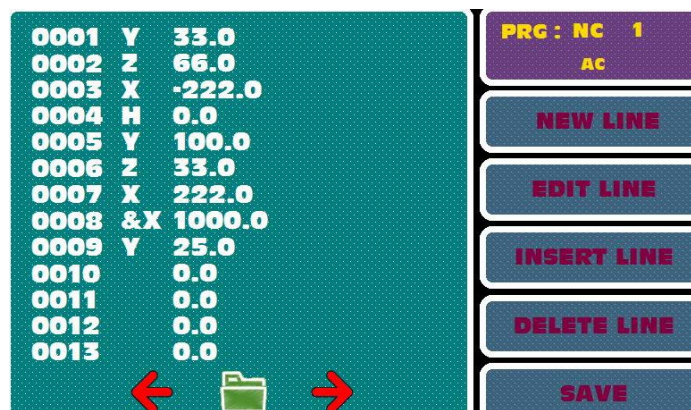 0001 Y 33.0
0002 Z 66.0
0003 X -222.0
0004 H 0.0
0005 Y 100.0
0006 Z 33.0
0007 X 222.0
0008 &X 1000.0
0009 Y 25.0
0010 0.0
0011 0.0
0012 0.0
0013 0.0
PRG: NC 1
AC
NEW LINE
EDIT LINE
INSERT LINE
DELETE LINE
SAVE